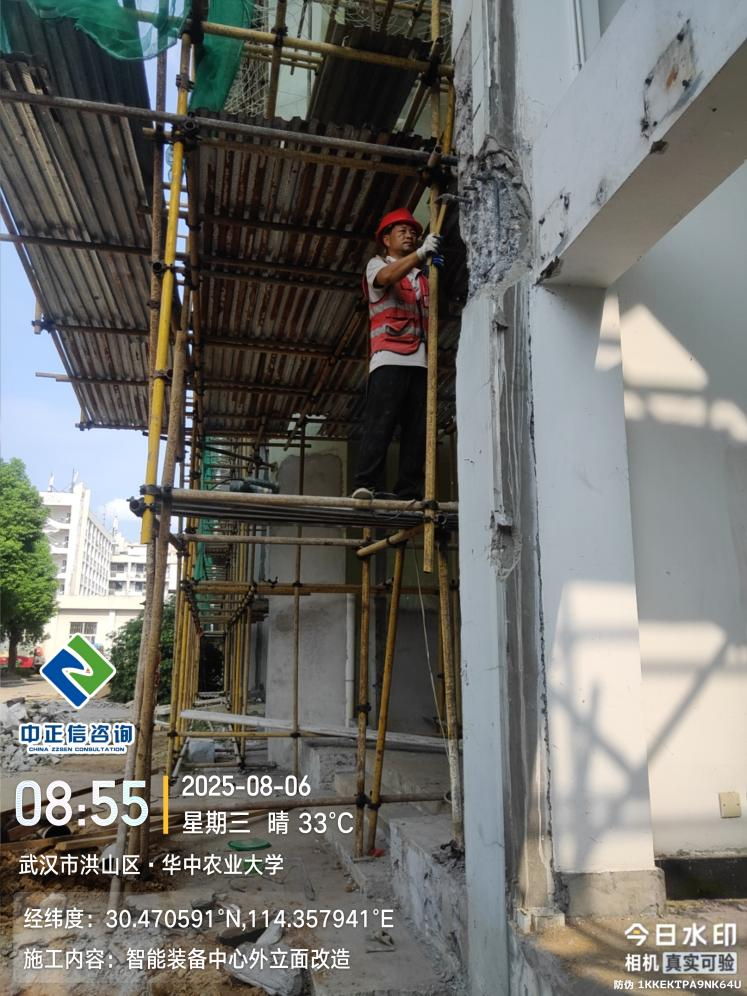 中正信咨询
CHINA ZZSEN CONSULTATION
08:55
2025-08-06
星期三 晴 33°C
武汉市洪山区·华中农业大学
经纬度：30.470591°N,114.357941°E
施工内容：智能装备中心外立面改造
今日水印
相机 真实可验
防伪 1KKEKTPA9NK64U